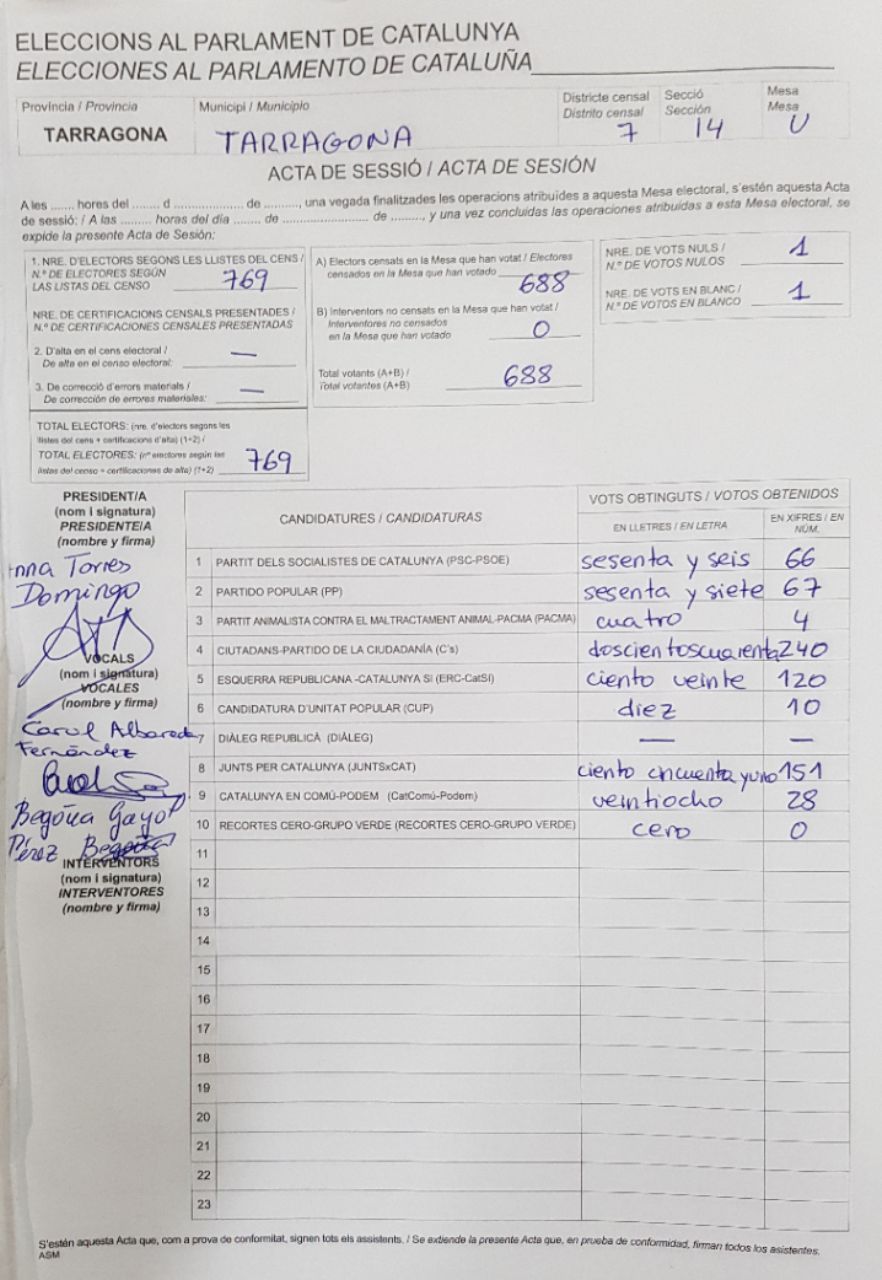 ELECCIONS AL PARLAMENT DE CATALUNYA
ELECCIONES AL PARLAMENTO DE CATALUÑA
Província / Provincia
TARRAGONA
Municipi / Municipio
TARRAGONA
Districte censal
Distrito censal
7
Secció
Sección
14
Mesa
Mesa
U
ACTA DE SESSIÓ / ACTA DE SESIÓN
A les ....... hores del ........ d .................... de .........., una vegada finalitzades les operacions atribuïdes a aquesta Mesa electoral, s'estén aquesta Acta
de sessió: / A las ......... horas del día ....... de ......................... de ........., y una vez concluidas las operaciones atribuidas a esta Mesa electoral, se
expide la presente Acta de Sesión:
1. NRE. D'ELECTORS SEGONS LES LLISTES DEL CENS /
N.º DE ELECTORES SEGÚN
LAS LISTAS DEL CENSO 769
NRE. DE CERTIFICACIONS CENSALS PRESENTADES /
N.º DE CERTIFICACIONES CENSALES PRESENTADAS
2. D'alta en el cens electoral /
De alta en el censo electoral: —
3. De correcció d'errors materials /
De corrección de errores materiales: —
TOTAL ELECTORS: (nre. d'electors segons les
llistes del cens + certificacions d'alta) (1+2) /
TOTAL ELECTORES: (nº electores según las
listas del censo + certificaciones de alta) (1+2) 769
A) Electors censats en la Mesa que han votat / Electores
censados en la Mesa que han votado 688
B) Interventors no censats en la Mesa que han votat /
Interventores no censados
en la Mesa que han votado 0
Total votants (A+B) /
Total votantes (A+B) 688
NRE. DE VOTS NULS /
N.º DE VOTOS NULOS 1
NRE. DE VOTS EN BLANC /
N.º DE VOTOS EN BLANCO 1
PRESIDENT/A
(nom i signatura)
PRESIDENTE/A
(nombre y firma)
Anna Torres
Domingo
VOCALS
(nom i signatura)
VOCALES
(nombre y firma)
Carol Albareda
Fernández
Begoña Gayol
Pérez Begoña
INTERVENTORS
(nom i signatura)
INTERVENTORES
(nombre y firma)
CANDIDATURES / CANDIDATURAS
VOTS OBTINGUTS / VOTOS OBTENIDOS
EN LLETRES / EN LETRA
EN XIFRES / EN
NÚM.
1 PARTIT DELS SOCIALISTES DE CATALUNYA (PSC-PSOE) sesenta y seis 66
2 PARTIDO POPULAR (PP) sesenta y siete 67
3 PARTIT ANIMALISTA CONTRA EL MALTRACTAMENT ANIMAL-PACMA (PACMA) cuatro 4
4 CIUTADANS-PARTIDO DE LA CIUDADANÍA (C's) doscientoscuarenta 240
5 ESQUERRA REPUBLICANA -CATALUNYA SÍ (ERC-CatSí) ciento veinte 120
6 CANDIDATURA D'UNITAT POPULAR (CUP) diez 10
7 DIÀLEG REPUBLICÀ (DIÀLEG) — —
8 JUNTS PER CATALUNYA (JUNTSxCAT) ciento cncuenta yuno 151
9 CATALUNYA EN COMÚ-PODEM (CatComú-Podem) veintiocho 28
10 RECORTES CERO-GRUPO VERDE (RECORTES CERO-GRUPO VERDE) cero 0
11
12
13
14
15
16
17
18
19
20
21
22
23
S'estén aquesta Acta que, com a prova de conformitat, signen tots els assistents. / Se extiende la presente Acta que, en prueba de conformidad, firman todos los asistentes.
ASM